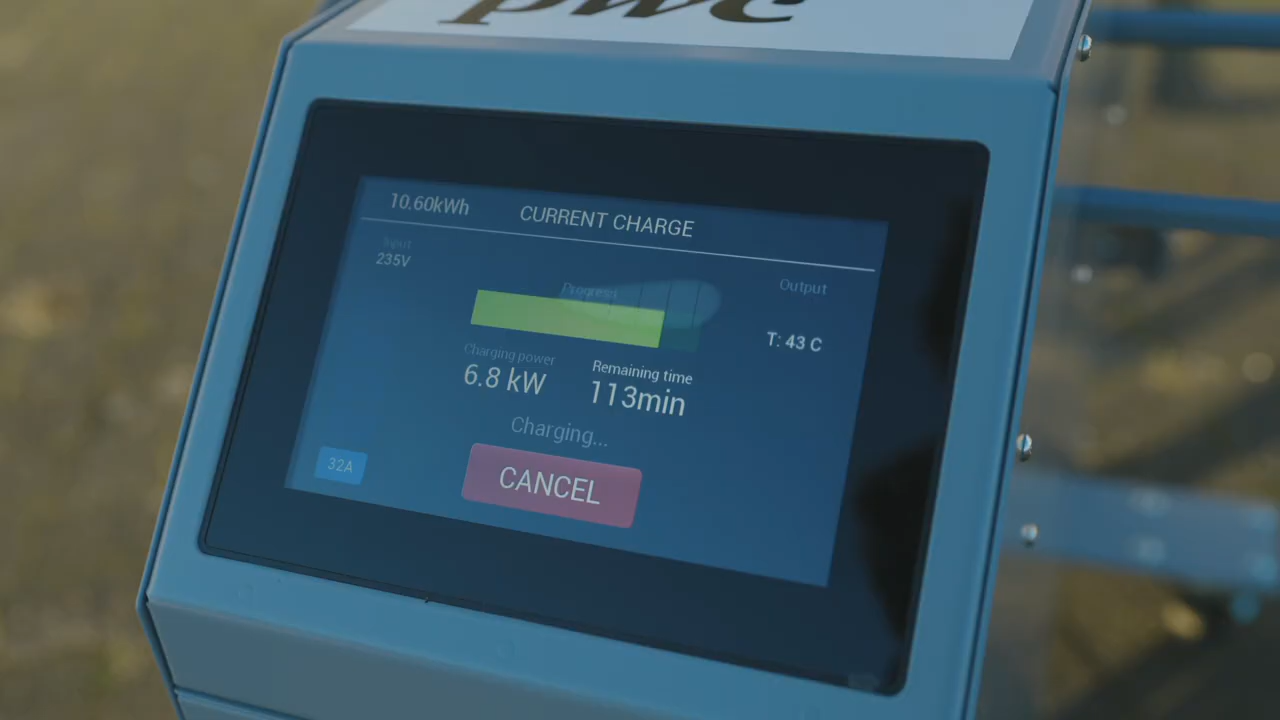 pwc
10.60kWh
CURRENT CHARGE
Input
235V
Progress
Output
T: 43 C
Charging power
6.8 kW
Remaining time
113min
Charging...
32A
CANCEL